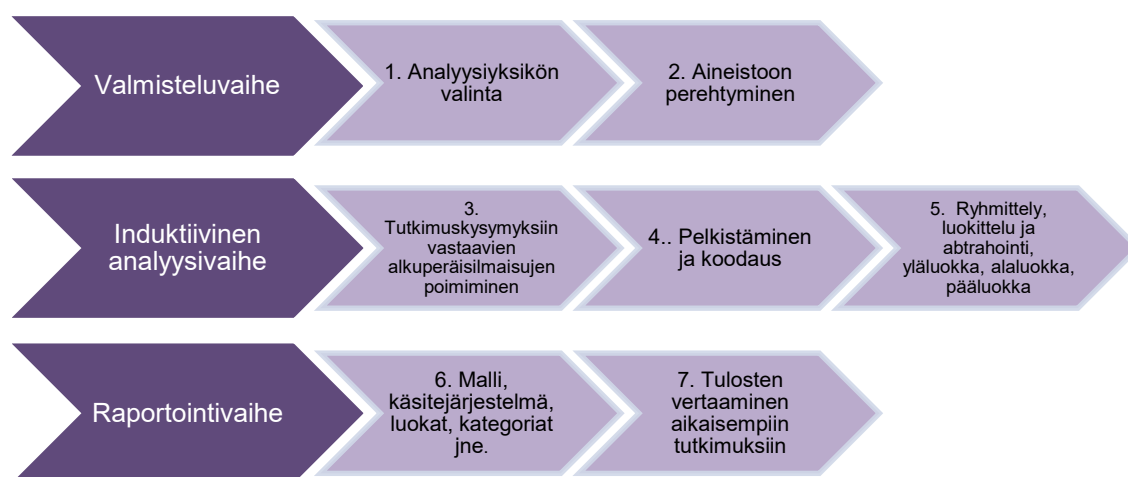 Valmisteluvaihe
1. Analyysiyksikön
valinta
2. Aineistoon
perehtyminen
Induktiivinen
analyysivaihe
3.
Tutkimuskysymyksiin
vastaavien
alkuperäisilmaisujen
poimiminen
4.. Pelkistäminen
ja koodaus
5. Ryhmittely,
luokittelu ja
abtrahointi,
yläluokka, alaluokka,
pääluokka
Raportointivaihe
6. Malli,
käsitejärjestelmä,
luokat, kategoriat
jne.
7. Tulosten
vertaaminen
aikaisempiin
tutkimuksiin